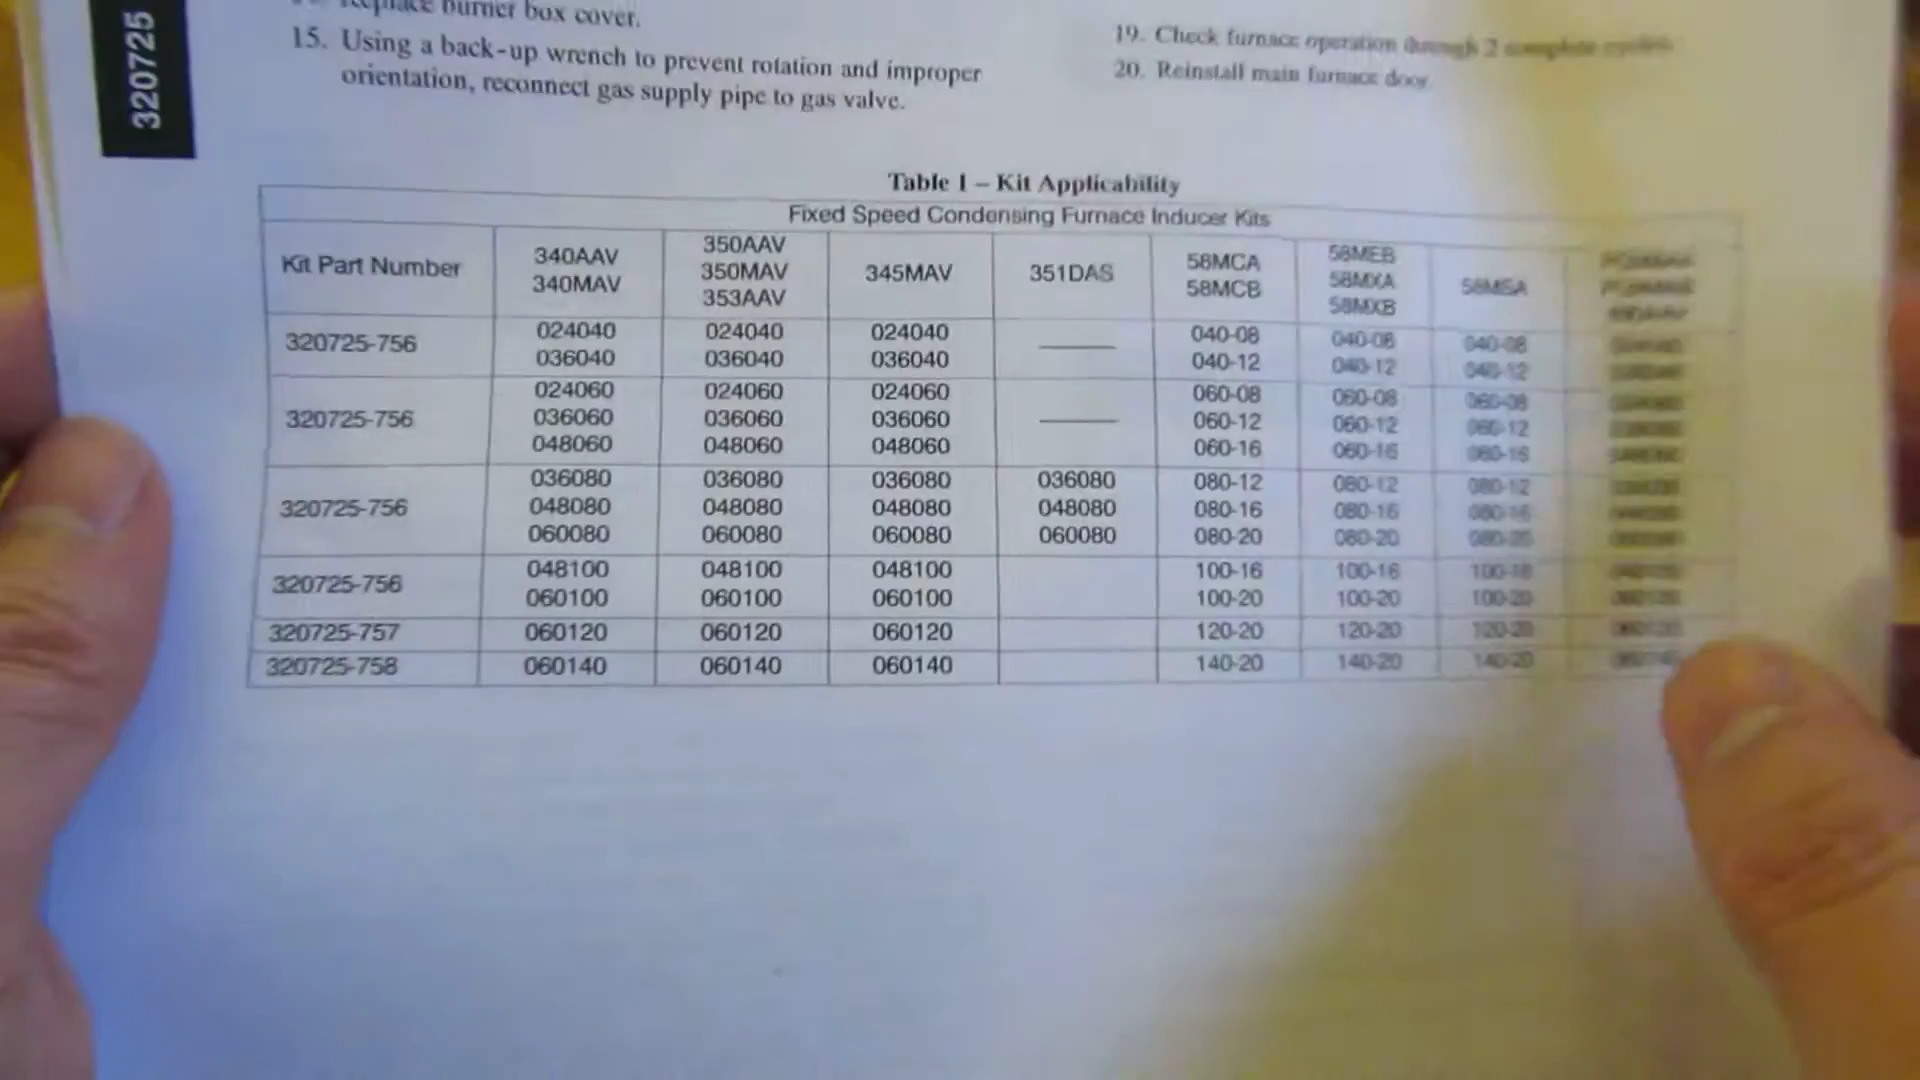 320725
Replace burner box cover.
15. Using a back-up wrench to prevent rotation and improper
orientation, reconnect gas supply pipe to gas valve.
19. Check furnace operation through 2 complete cycles.
20. Reinstall main furnace door.
Table 1 – Kit Applicability
Fixed Speed Condensing Furnace Inducer Kits
Kit Part Number
340AAV
340MAV
350AAV
350MAV
353AAV
345MAV
351DAS
58MCA
58MCB
58MEB
58MXA
58MXB
58MSA
320725-756
024040 024040 024040 —— 040-08 040-08 040-08
036040 036040 036040 040-12 040-12 040-12
320725-756
024060 024060 024060 —— 060-08 060-08 060-08
036060 036060 036060 060-12 060-12 060-12
048060 048060 048060 060-16 060-16 060-16
320725-756
036080 036080 036080 036080 080-12 080-12 080-12
048080 048080 048080 048080 080-16 080-16 080-16
060080 060080 060080 060080 080-20 080-20 080-20
320725-756
048100 048100 048100 100-16 100-16 100-16
060100 060100 060100 100-20 100-20 100-20
320725-757 060120 060120 060120 120-20 120-20 120-20
320725-758 060140 060140 060140 140-20 140-20 140-20